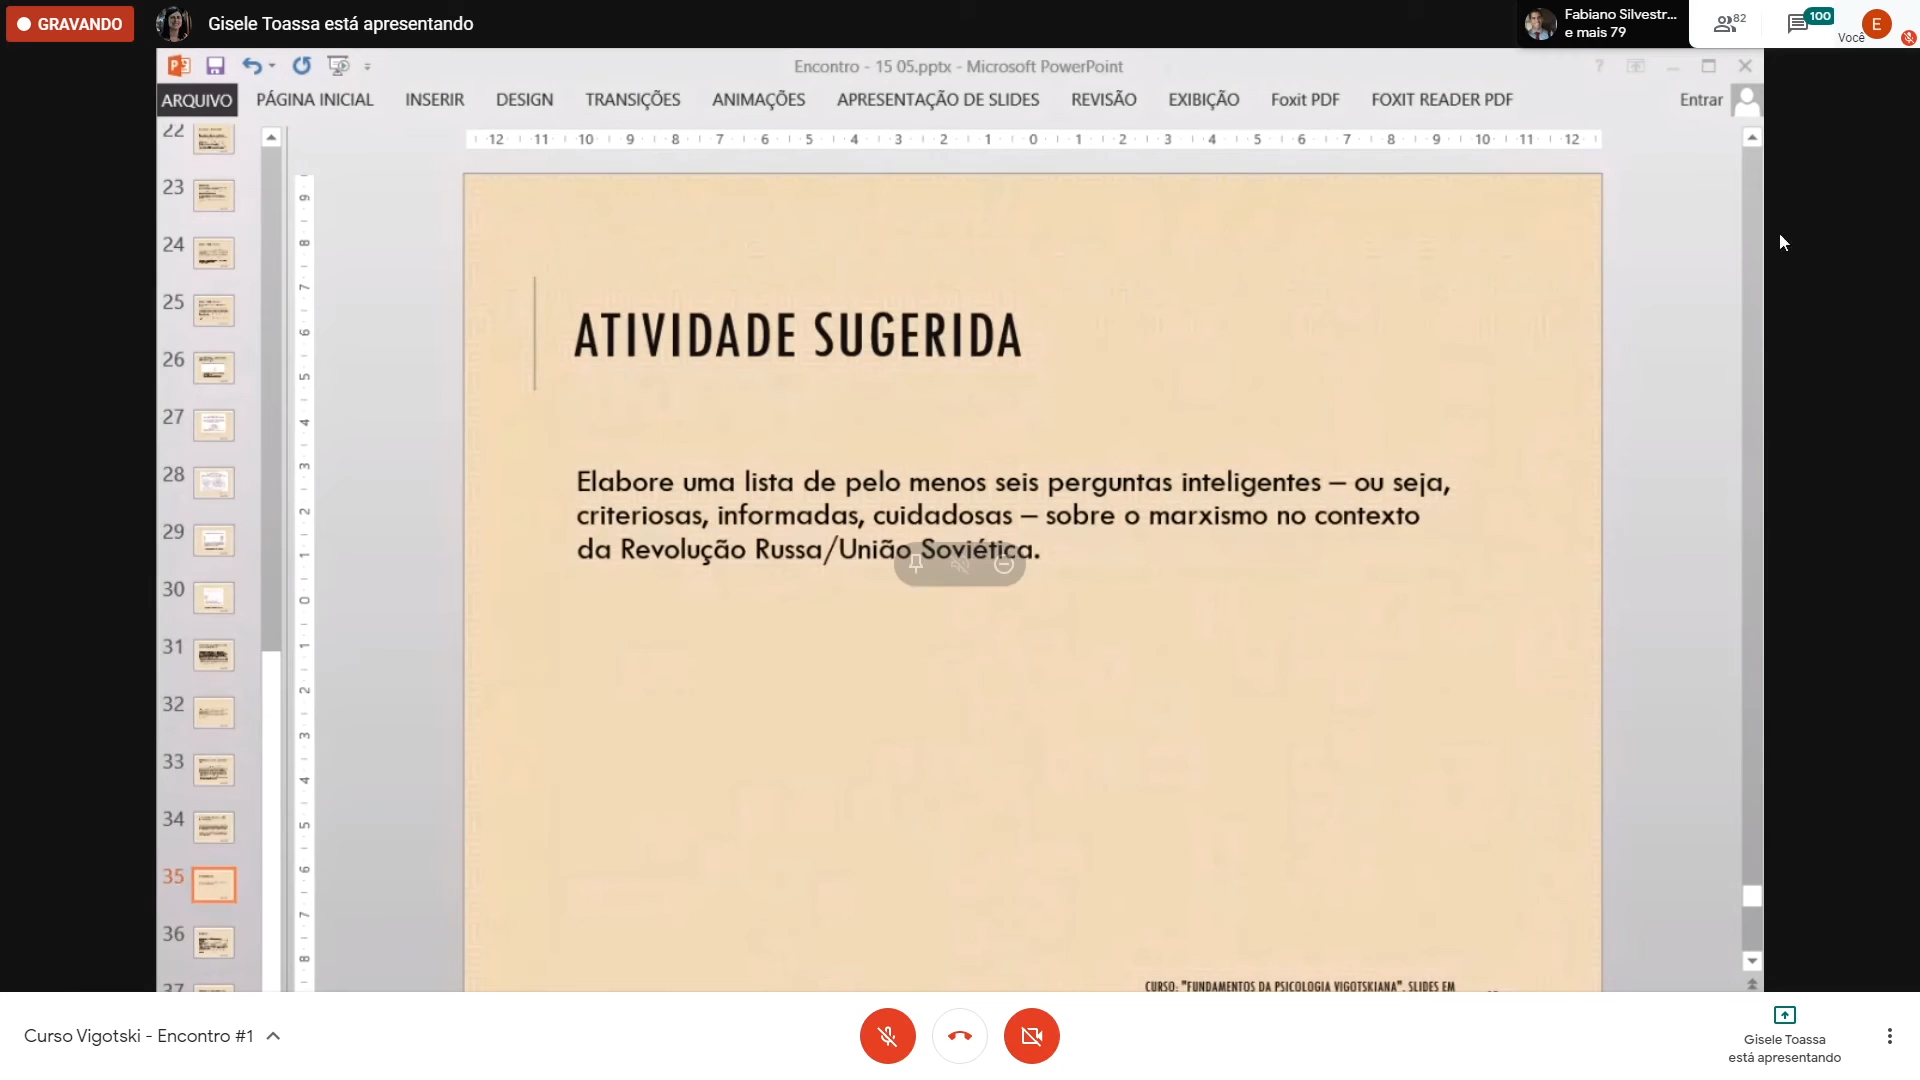 GRAVANDO
Gisele Toassa está apresentando
Fabiano Silvestr...
e mais 79
82
100
Você
E
Encontro - 15 05.pptx - Microsoft PowerPoint
ARQUIVO PÁGINA INICIAL INSERIR DESIGN TRANSIÇÕES ANIMAÇÕES APRESENTAÇÃO DE SLIDES REVISÃO EXIBIÇÃO Foxit PDF FOXIT READER PDF Entrar
12 11 10 9 8 7 6 5 4 3 2 1 0 1 2 3 4 5 6 7 8 9 10 11 12
22
23
24
25
26
27
28
29
30
31
32
33
34
35
36
37
9
8
7
6
5
4
3
2
1
0
1
2
3
4
5
6
7
8
ATIVIDADE SUGERIDA
Elabore uma lista de pelo menos seis perguntas inteligentes – ou seja,
criteriosas, informadas, cuidadosas – sobre o marxismo no contexto
da Revolução Russa/União Soviética.
CURSO: "FUNDAMENTOS DA PSICOLOGIA VIGOTSKIANA". SLIDES EM
Curso Vigotski - Encontro #1
Gisele Toassa
está apresentando